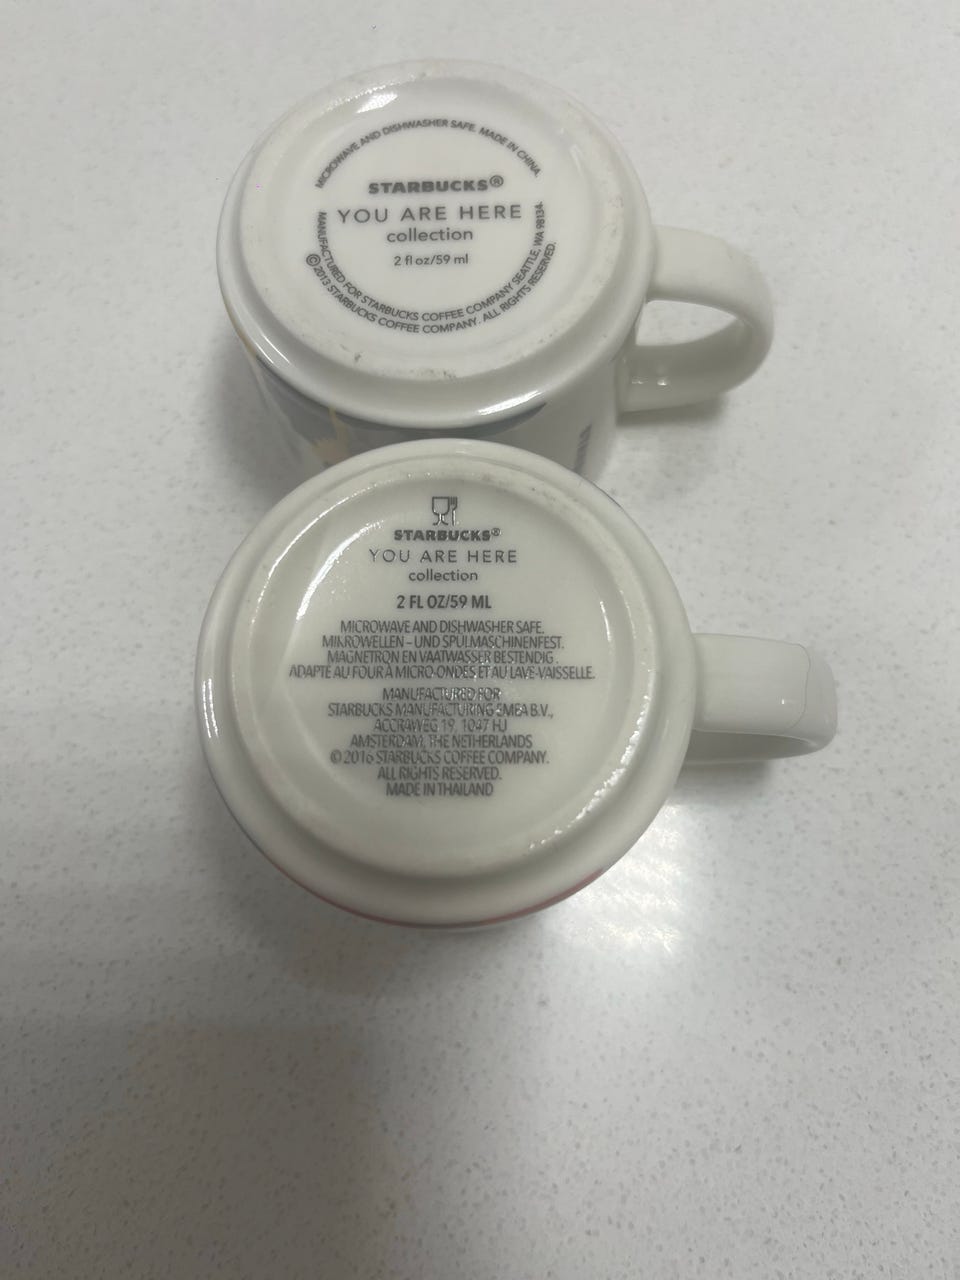 MICROWAVE AND DISHWASHER SAFE. MADE IN CHINA.
STARBUCKS®
YOU ARE HERE
collection
2 fl oz/59 ml
MANUFACTURED FOR STARBUCKS COFFEE COMPANY SEATTLE, WA 98134.
©2013 STARBUCKS COFFEE COMPANY. ALL RIGHTS RESERVED.
STARBUCKS®
YOU ARE HERE
collection
2 FL OZ/59 ML
MICROWAVE AND DISHWASHER SAFE.
MIKROWELLEN – UND SPÜLMASCHINENFEST.
MAGNETRON EN VAATWASSER BESTENDIG.
ADAPTÉ AU FOUR À MICRO-ONDES ET AU LAVE-VAISSELLE.
MANUFACTURED FOR
STARBUCKS MANUFACTURING EMEA B.V.,
ACCRAWEG 19, 1047 HJ
AMSTERDAM, THE NETHERLANDS
©2016 STARBUCKS COFFEE COMPANY.
ALL RIGHTS RESERVED.
MADE IN THAILAND